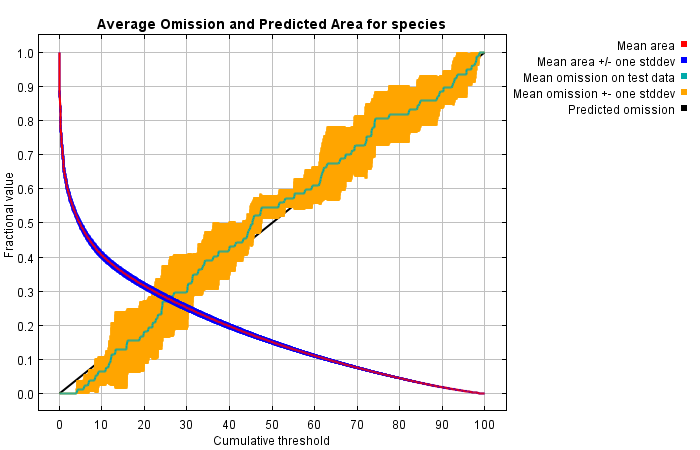 Average Omission and Predicted Area for species
Mean area
Mean area +/- one stddev
Mean omission on test data
Mean omission +- one stddev
Predicted omission
Fractional value
1.0
0.9
0.8
0.7
0.6
0.5
0.4
0.3
0.2
0.1
0.0
0 10 20 30 40 50 60 70 80 90 100
Cumulative threshold